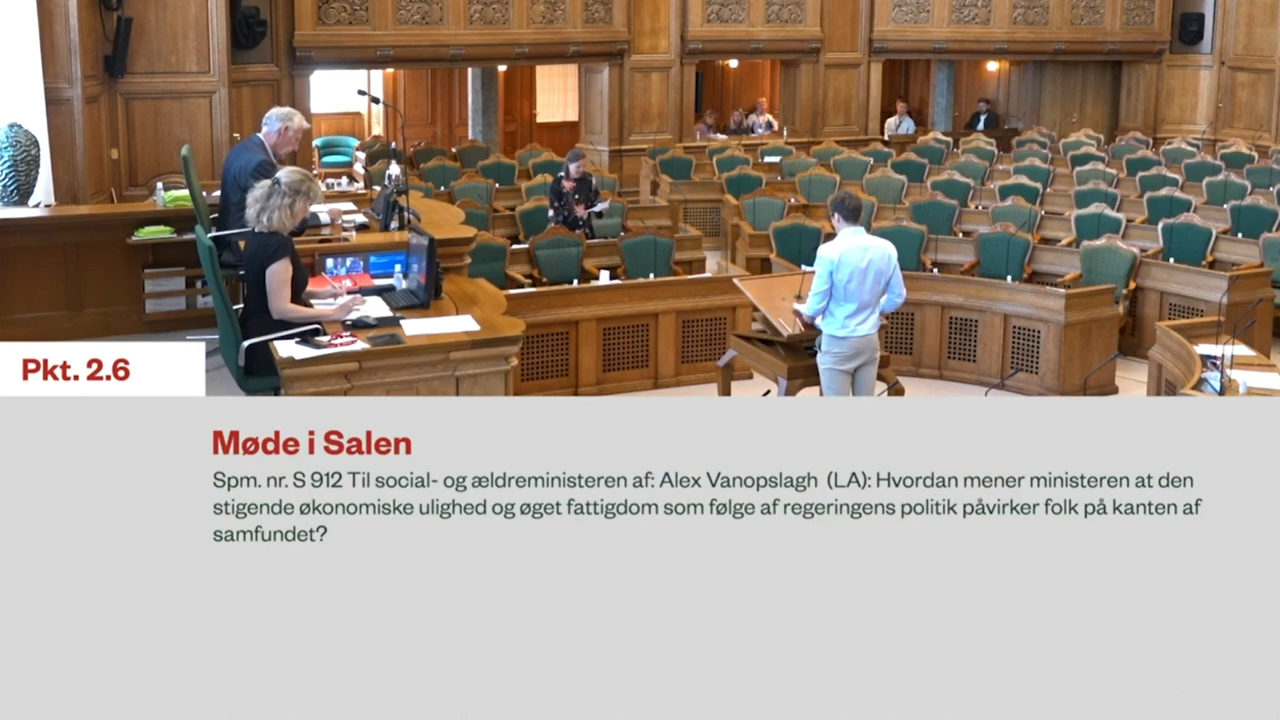 Pkt. 2.6
Møde i Salen
Spm. nr. S 912 Til social- og ældreministeren af: Alex Vanopslagh (LA): Hvordan mener ministeren at den
stigende økonomiske ulighed og øget fattigdom som følge af regeringens politik påvirker folk på kanten af
samfundet?